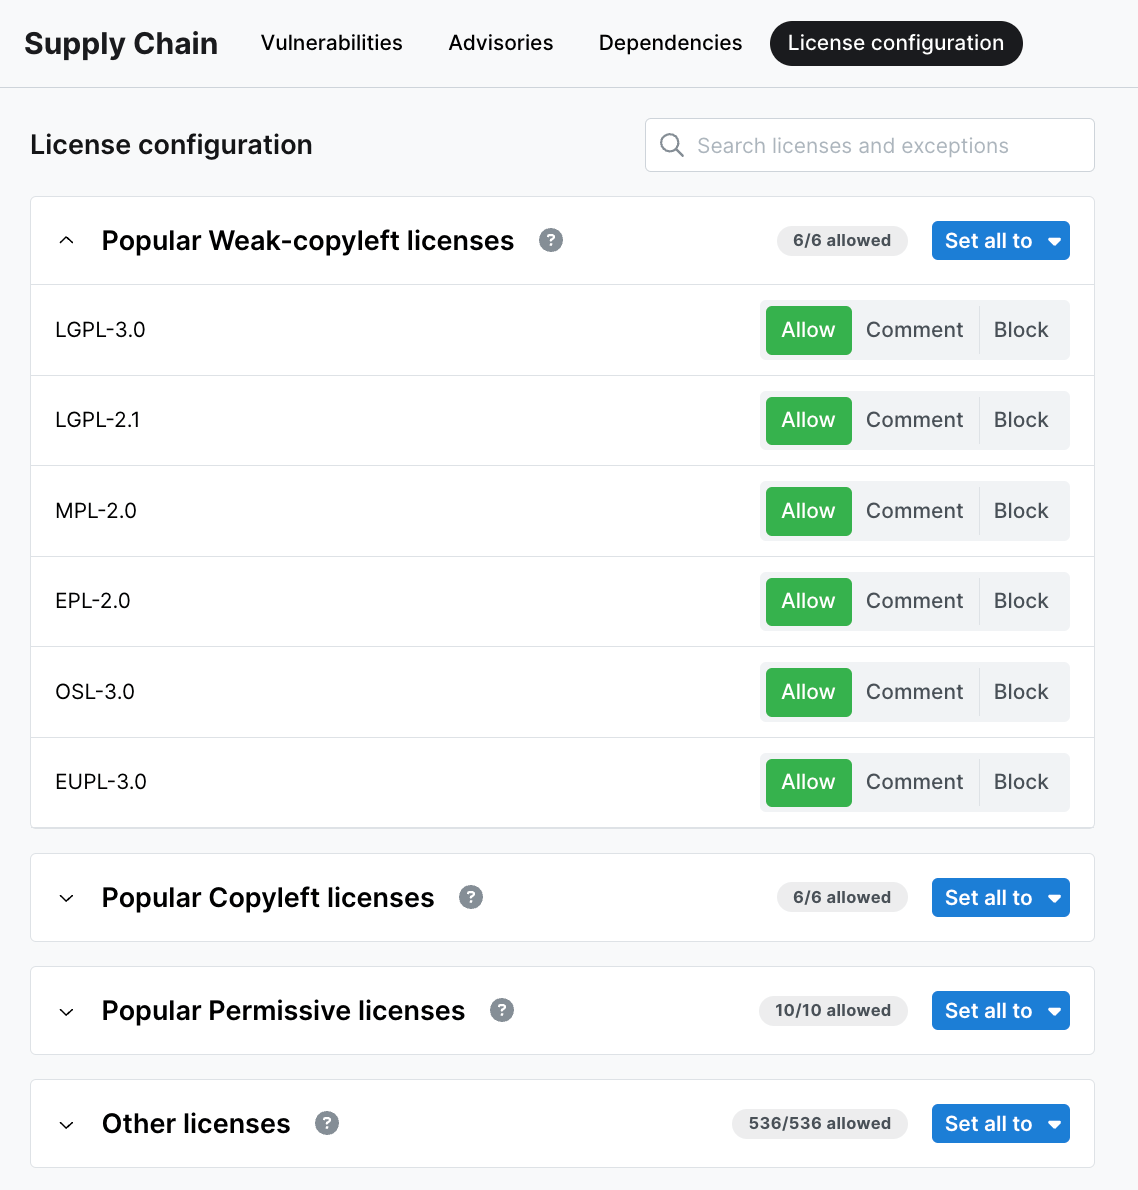 Supply Chain Vulnerabilities Advisories Dependencies License configuration
License configuration Search licenses and exceptions
Popular Weak-copyleft licenses ? 6/6 allowed Set all to
LGPL-3.0 Allow Comment Block
LGPL-2.1 Allow Comment Block
MPL-2.0 Allow Comment Block
EPL-2.0 Allow Comment Block
OSL-3.0 Allow Comment Block
EUPL-3.0 Allow Comment Block
Popular Copyleft licenses ? 6/6 allowed Set all to
Popular Permissive licenses ? 10/10 allowed Set all to
Other licenses ? 536/536 allowed Set all to